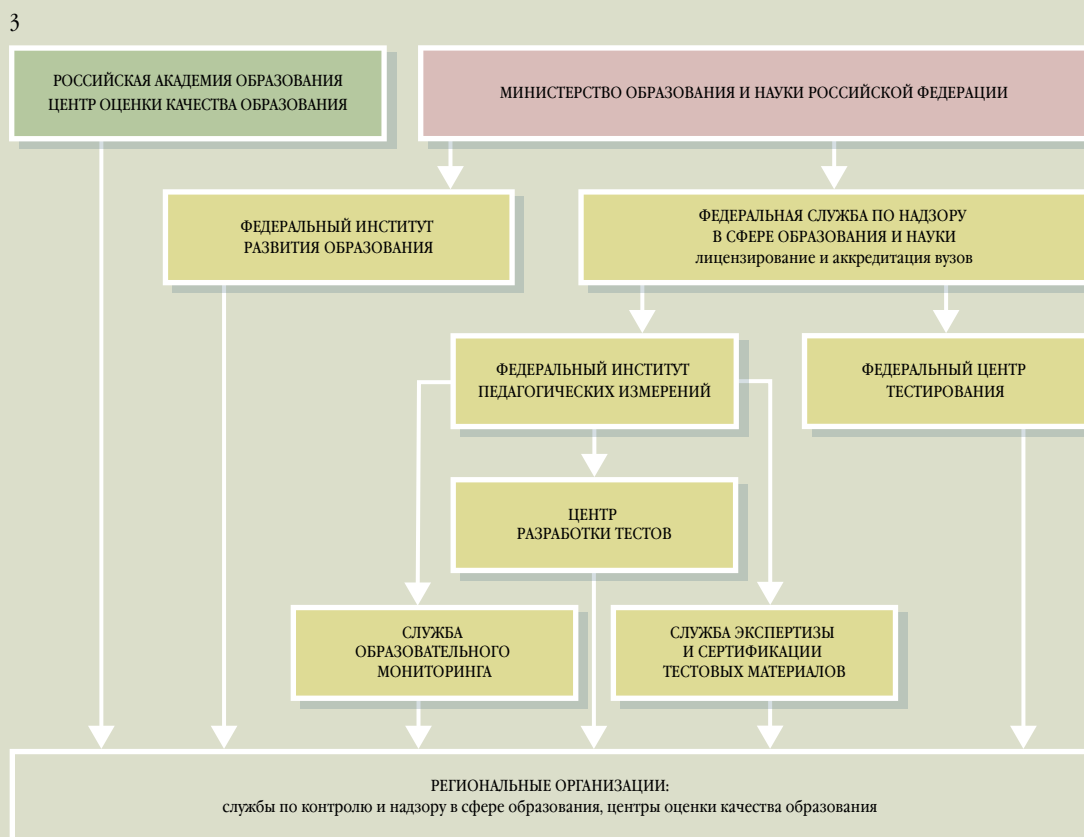 3
РОССИЙСКАЯ АКАДЕМИЯ ОБРАЗОВАНИЯ
ЦЕНТР ОЦЕНКИ КАЧЕСТВА ОБРАЗОВАНИЯ
МИНИСТЕРСТВО ОБРАЗОВАНИЯ И НАУКИ РОССИЙСКОЙ ФЕДЕРАЦИИ
ФЕДЕРАЛЬНЫЙ ИНСТИТУТ
РАЗВИТИЯ ОБРАЗОВАНИЯ
ФЕДЕРАЛЬНАЯ СЛУЖБА ПО НАДЗОРУ
В СФЕРЕ ОБРАЗОВАНИЯ И НАУКИ
лицензирование и аккредитация вузов
ФЕДЕРАЛЬНЫЙ ИНСТИТУТ
ПЕДАГОГИЧЕСКИХ ИЗМЕРЕНИЙ
ФЕДЕРАЛЬНЫЙ ЦЕНТР
ТЕСТИРОВАНИЯ
ЦЕНТР
РАЗРАБОТКИ ТЕСТОВ
СЛУЖБА
ОБРАЗОВАТЕЛЬНОГО
МОНИТОРИНГА
СЛУЖБА ЭКСПЕРТИЗЫ
И СЕРТИФИКАЦИИ
ТЕСТОВЫХ МАТЕРИАЛОВ
РЕГИОНАЛЬНЫЕ ОРГАНИЗАЦИИ:
службы по контролю и надзору в сфере образования, центры оценки качества образования